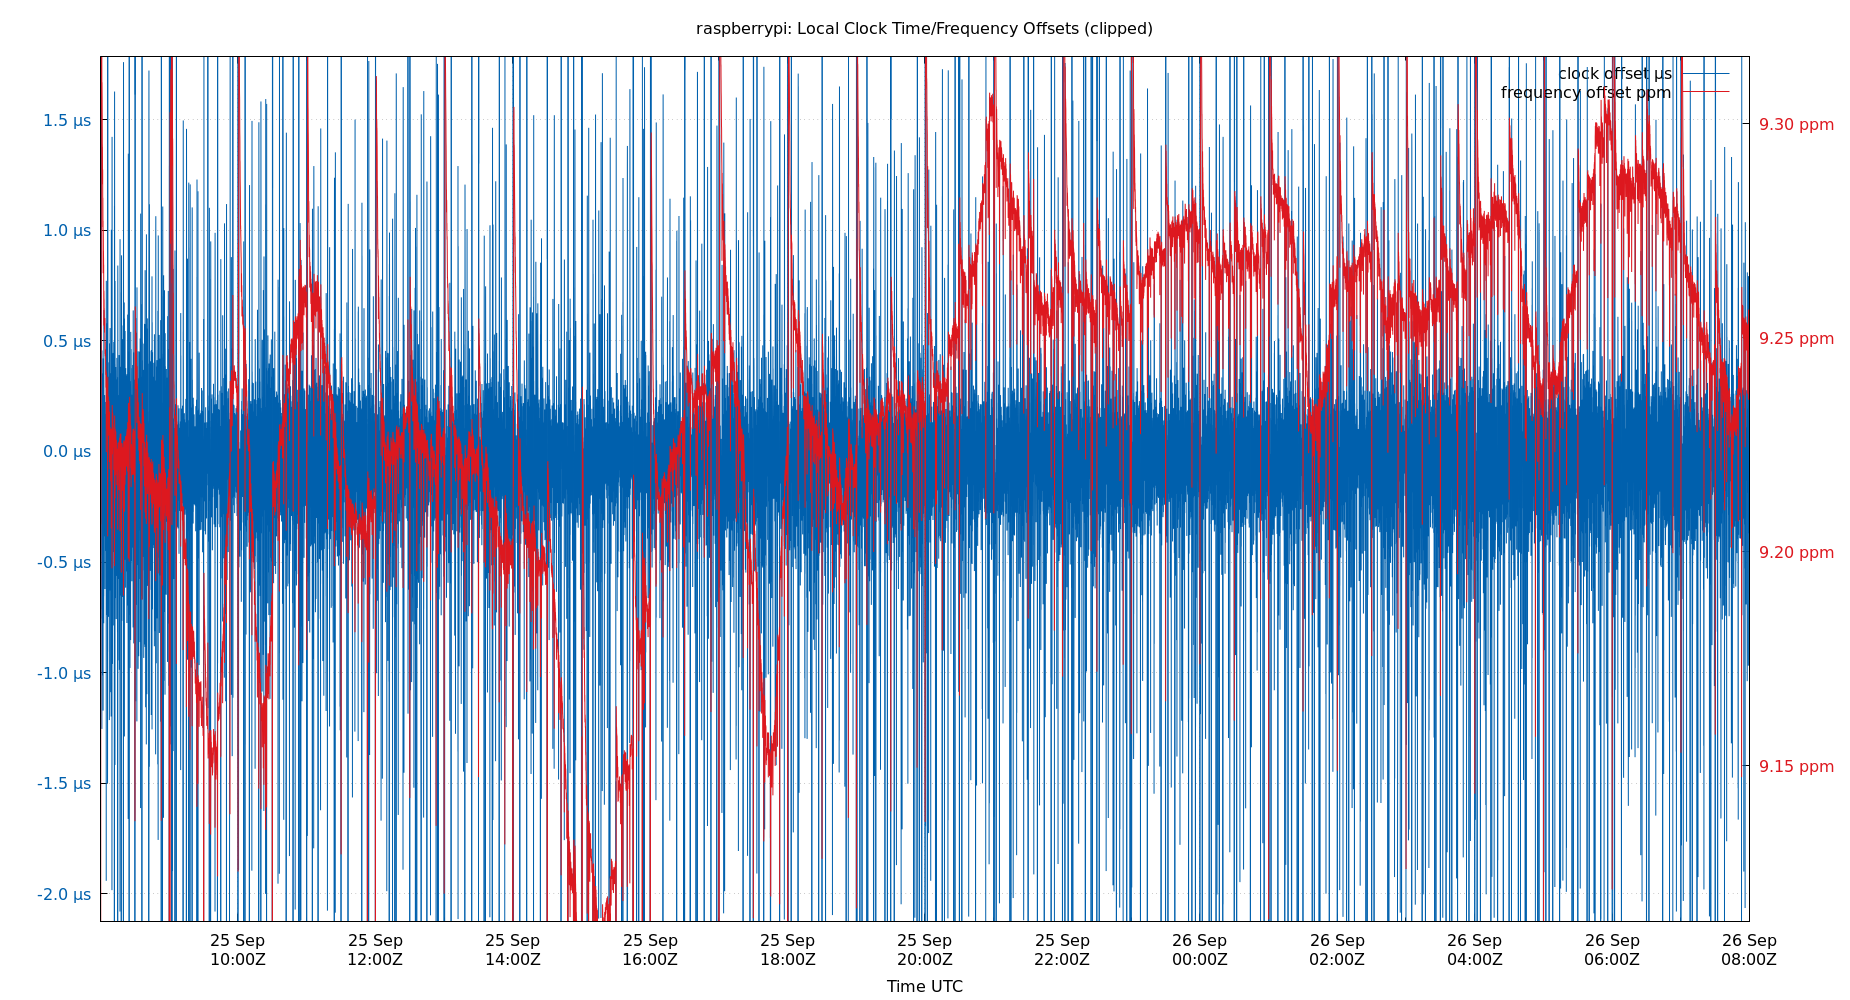 raspberrypi: Local Clock Time/Frequency Offsets (clipped)
clock offset µs
frequency offset ppm
1.5 µs
1.0 µs
0.5 µs
0.0 µs
-0.5 µs
-1.0 µs
-1.5 µs
-2.0 µs
9.30 ppm
9.25 ppm
9.20 ppm
9.15 ppm
25 Sep
10:00Z
25 Sep
12:00Z
25 Sep
14:00Z
25 Sep
16:00Z
25 Sep
18:00Z
25 Sep
20:00Z
25 Sep
22:00Z
26 Sep
00:00Z
26 Sep
02:00Z
26 Sep
04:00Z
26 Sep
06:00Z
26 Sep
08:00Z
Time UTC